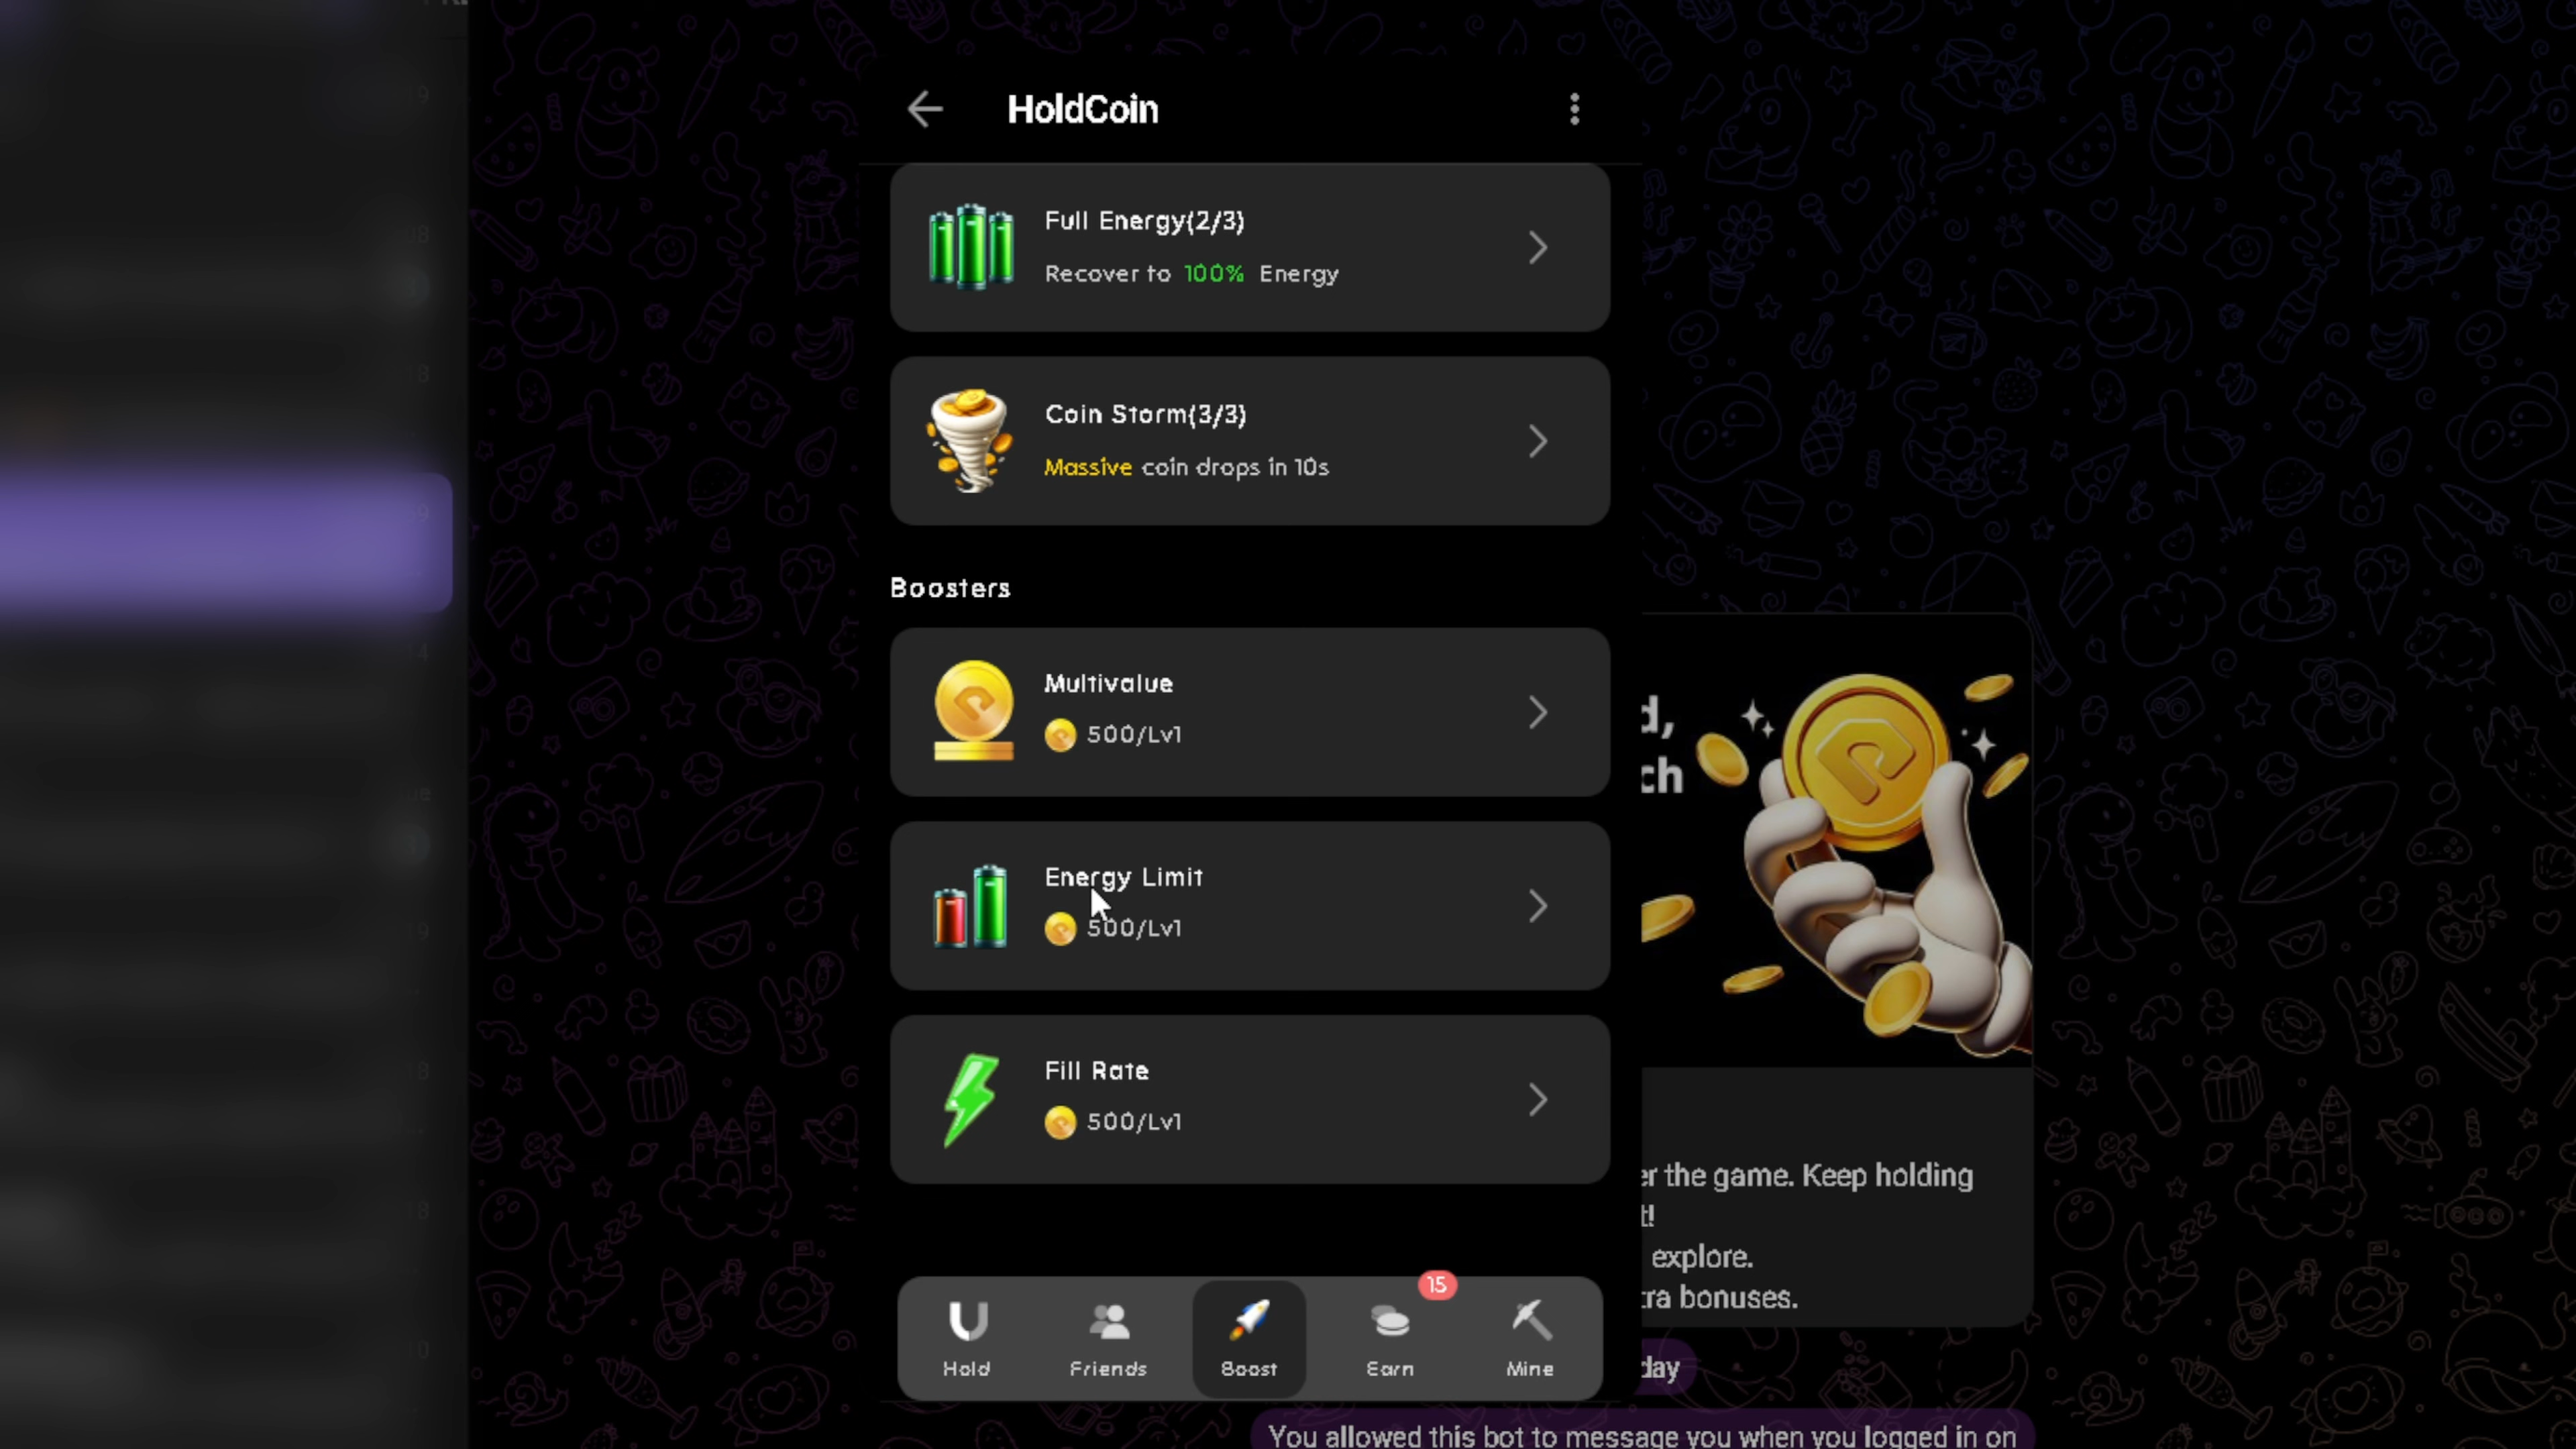 HoldCoin
Full Energy(2/3)
Recover to 100% Energy
Coin Storm(3/3)
Massive coin drops in 10s
Boosters
Multivalue
500/Lv1
Energy Limit
500/Lv1
Fill Rate
500/Lv1
15
Hold Friends Boost Earn Mine
d,
ch
er the game. Keep holding
t!
explore.
tra bonuses.
day
You allowed this bot to message you when you logged in on